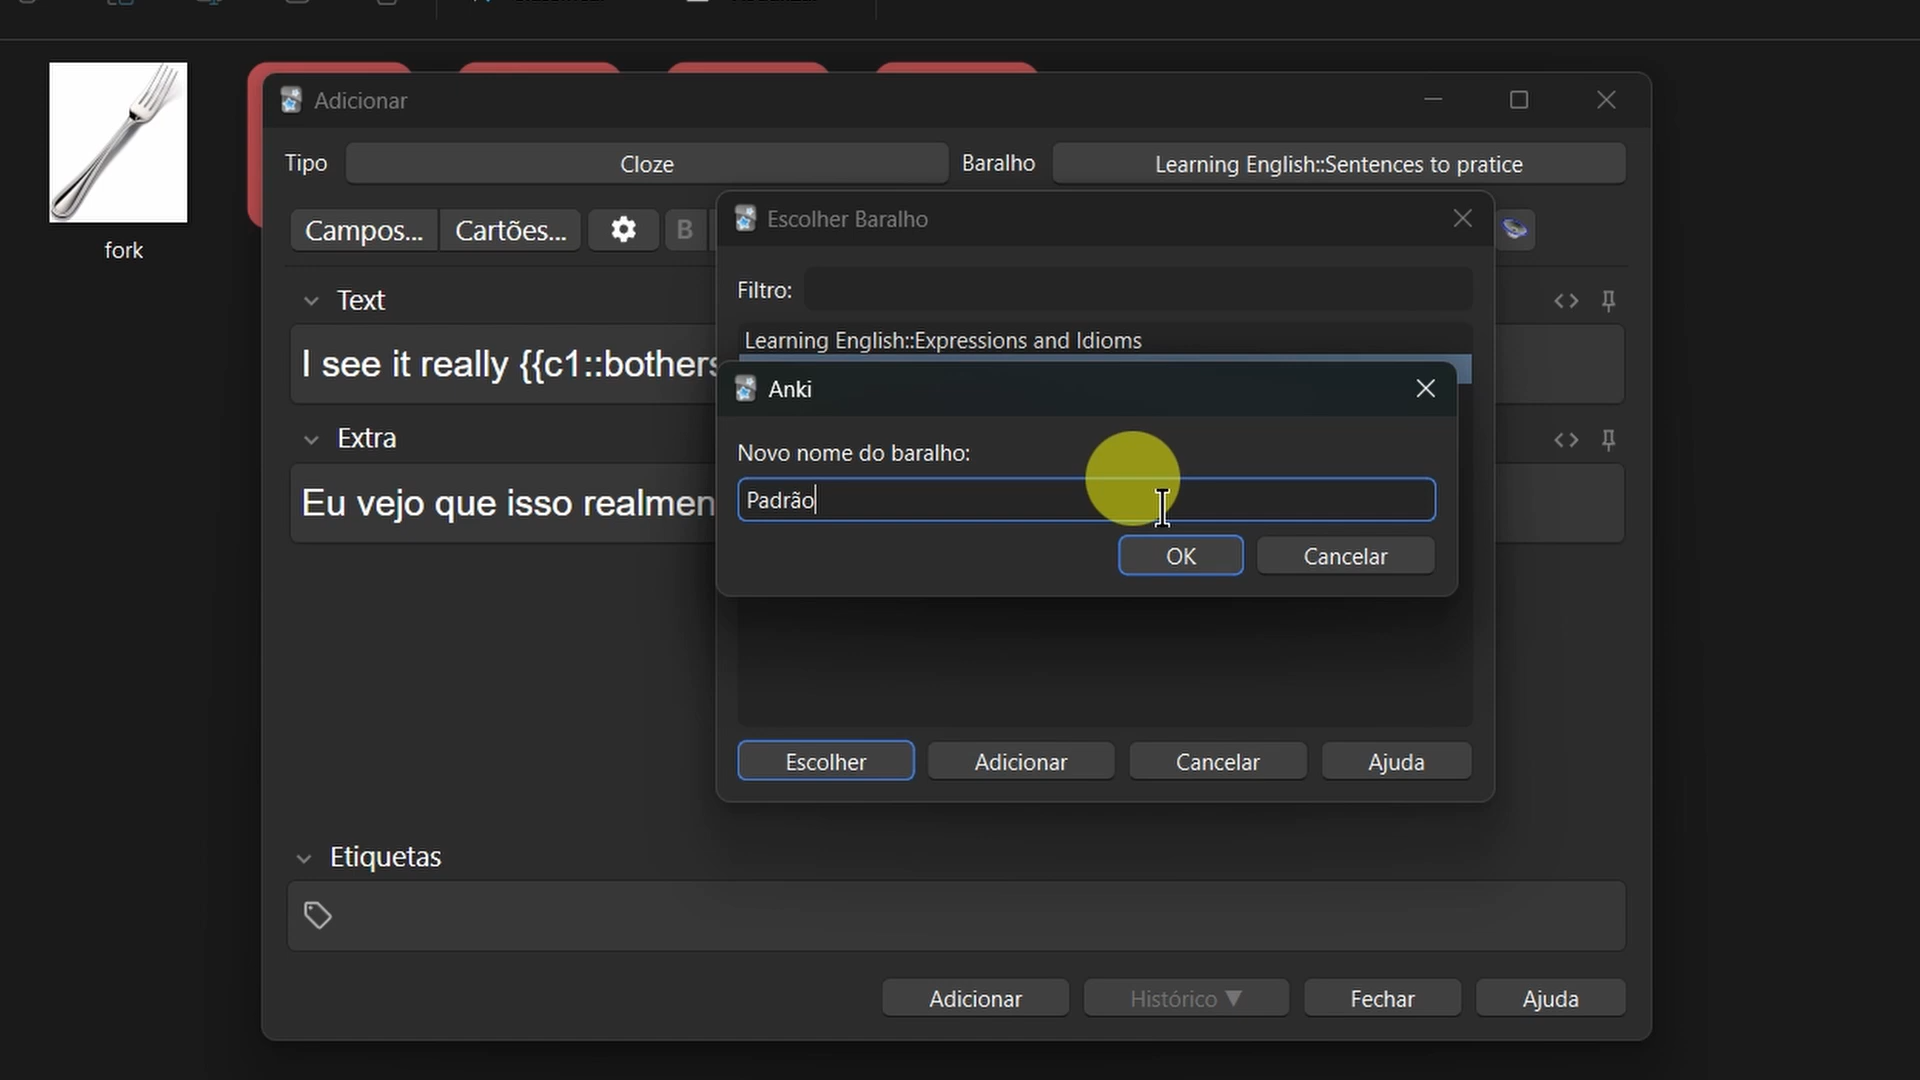 fork
Adicionar
Tipo
Cloze
Baralho
Learning English::Sentences to pratice
Campos...
Cartões...
B
Escolher Baralho
Filtro:
Learning English::Expressions and Idioms
Text
I see it really {{c1::bothers
Anki
Novo nome do baralho:
Padrão
OK
Cancelar
Extra
Eu vejo que isso realmen
Escolher
Adicionar
Cancelar
Ajuda
Etiquetas
Adicionar
Histórico ▼
Fechar
Ajuda